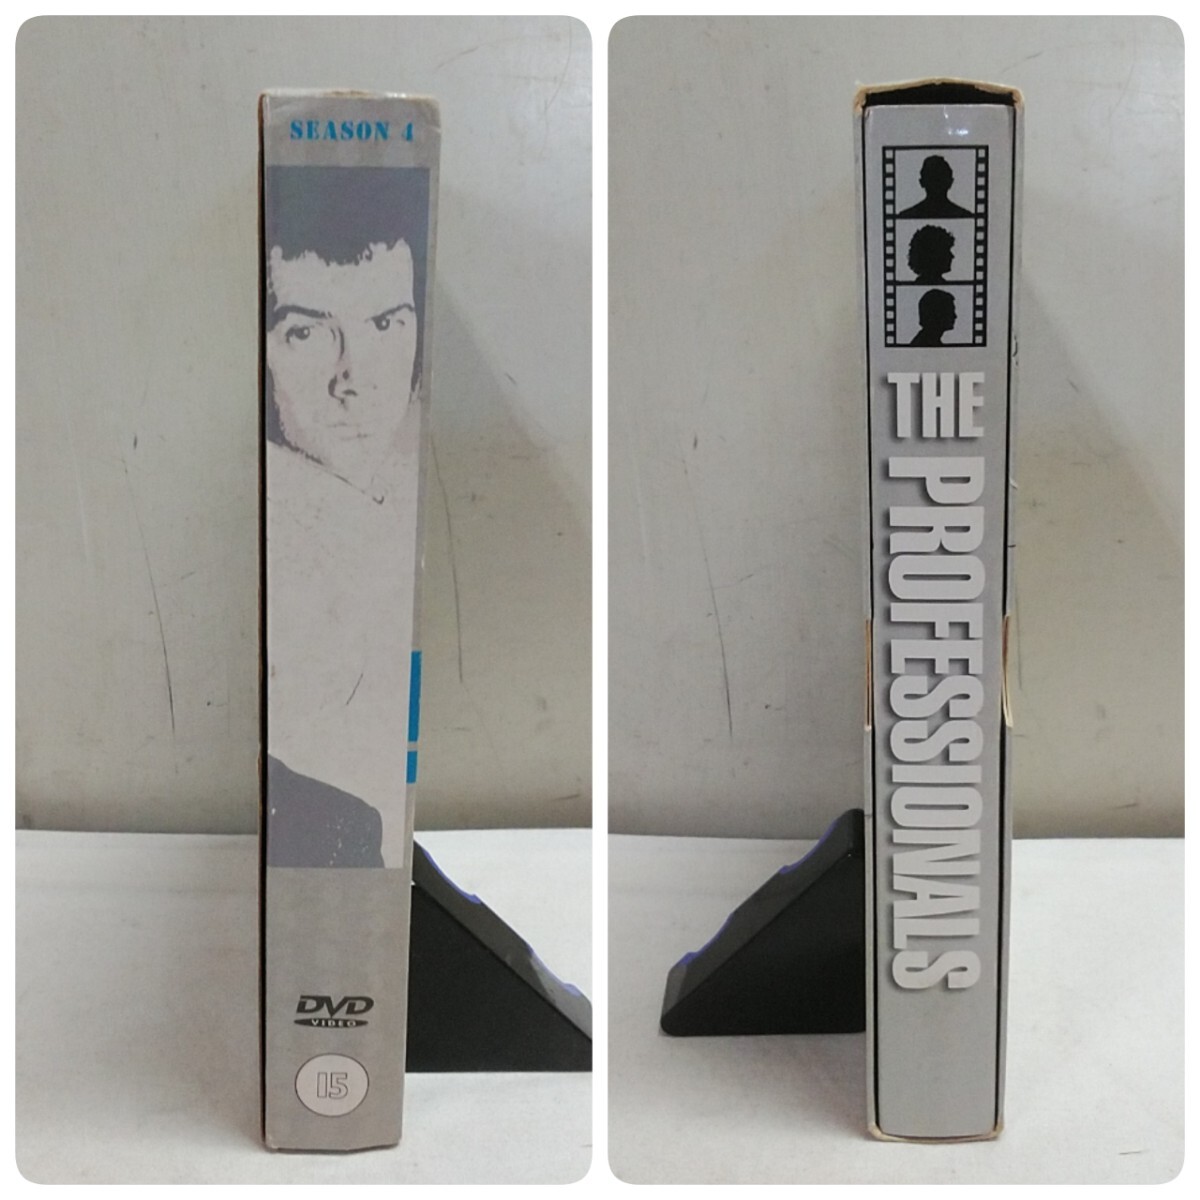 SEASON 4
DVD
VIDEO
15
THE PROFESSIONALS